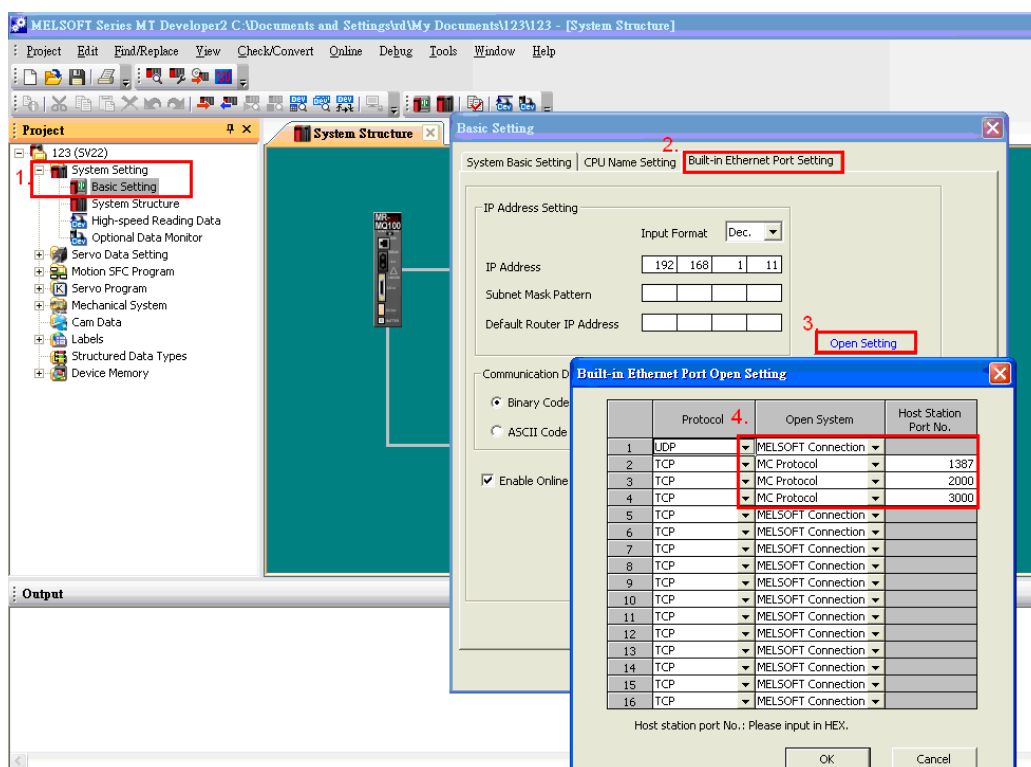 MELSOFT Series MT Developer2 C:\Documents and Settings\rd\My Documents\123\123 - [System Structure]
Project Edit Find/Replace View Check/Convert Online Debug Tools Window Help
Project
System Structure
123 (SV22)
1.
System Setting
Basic Setting
System Structure
High-speed Reading Data
Optional Data Monitor
Servo Data Setting
Motion SFC Program
Servo Program
Mechanical System
Cam Data
Labels
Structured Data Types
Device Memory
MR-
MQ100
Basic Setting
2.
System Basic Setting CPU Name Setting Built-in Ethernet Port Setting
IP Address Setting
Input Format Dec.
IP Address 192 168 1 11
Subnet Mask Pattern
Default Router IP Address
3.
Open Setting
Communication D
Binary Code
ASCII Code
Enable Online
Built-in Ethernet Port Open Setting
Protocol 4. Open System Host Station Port No.
1 UDP MELSOFT Connection
2 TCP MC Protocol 1387
3 TCP MC Protocol 2000
4 TCP MC Protocol 3000
5 TCP MELSOFT Connection
6 TCP MELSOFT Connection
7 TCP MELSOFT Connection
8 TCP MELSOFT Connection
9 TCP MELSOFT Connection
10 TCP MELSOFT Connection
11 TCP MELSOFT Connection
12 TCP MELSOFT Connection
13 TCP MELSOFT Connection
14 TCP MELSOFT Connection
15 TCP MELSOFT Connection
16 TCP MELSOFT Connection
Host station port No.: Please input in HEX.
OK Cancel
Output